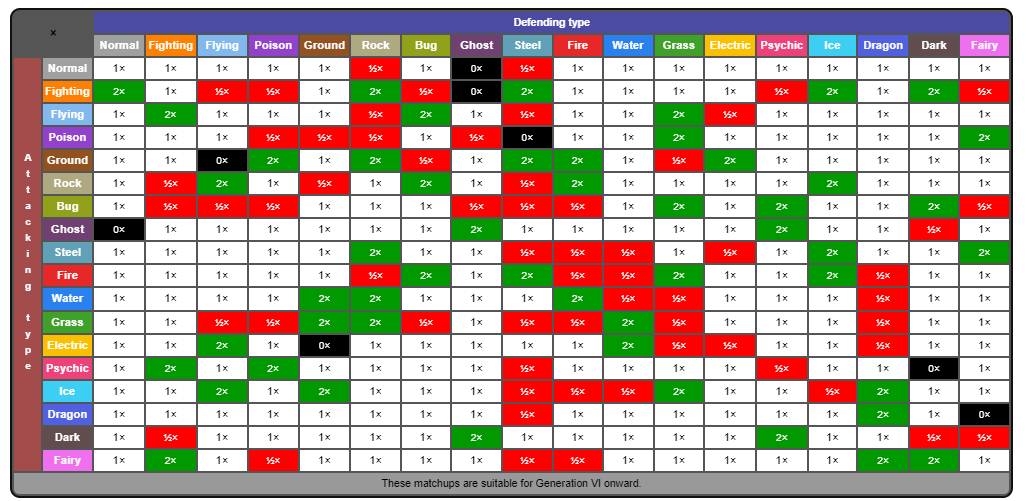 × Defending type
Normal Fighting Flying Poison Ground Rock Bug Ghost Steel Fire Water Grass Electric Psychic Ice Dragon Dark Fairy
Attacking type
Normal 1× 1× 1× 1× 1× ½× 1× 0× ½× 1× 1× 1× 1× 1× 1× 1× 1× 1×
Fighting 2× 1× ½× ½× 1× 2× ½× 0× 2× 1× 1× 1× 1× ½× 2× 1× 2× ½×
Flying 1× 2× 1× 1× 1× ½× 2× 1× ½× 1× 1× 2× ½× 1× 1× 1× 1× 1×
Poison 1× 1× 1× ½× ½× ½× 1× ½× 0× 1× 1× 2× 1× 1× 1× 1× 1× 2×
Ground 1× 1× 0× 2× 1× 2× ½× 1× 2× 2× 1× ½× 2× 1× 1× 1× 1× 1×
Rock 1× ½× 2× 1× ½× 1× 2× 1× ½× 2× 1× 1× 1× 1× 2× 1× 1× 1×
Bug 1× ½× ½× ½× 1× 1× 1× ½× ½× ½× 1× 2× 1× 2× 1× 1× 2× ½×
Ghost 0× 1× 1× 1× 1× 1× 1× 2× 1× 1× 1× 1× 1× 2× 1× 1× ½× 1×
Steel 1× 1× 1× 1× 1× 2× 1× 1× ½× ½× ½× 1× ½× 1× 2× 1× 1× 2×
Fire 1× 1× 1× 1× 1× ½× 2× 1× 2× ½× ½× 2× 1× 1× 2× ½× 1× 1×
Water 1× 1× 1× 1× 2× 2× 1× 1× 1× 2× ½× ½× 1× 1× 1× ½× 1× 1×
Grass 1× 1× ½× ½× 2× 2× ½× 1× ½× ½× 2× ½× 1× 1× 1× ½× 1× 1×
Electric 1× 1× 2× 1× 0× 1× 1× 1× 1× 1× 2× ½× ½× 1× 1× ½× 1× 1×
Psychic 1× 2× 1× 2× 1× 1× 1× 1× ½× 1× 1× 1× 1× ½× 1× 1× 0× 1×
Ice 1× 1× 2× 1× 2× 1× 1× 1× ½× ½× ½× 2× 1× 1× ½× 2× 1× 1×
Dragon 1× 1× 1× 1× 1× 1× 1× 1× ½× 1× 1× 1× 1× 1× 1× 2× 1× 0×
Dark 1× ½× 1× 1× 1× 1× 1× 2× 1× 1× 1× 1× 1× 2× 1× 1× ½× ½×
Fairy 1× 2× 1× ½× 1× 1× 1× 1× ½× ½× 1× 1× 1× 1× 1× 2× 2× 1×
These matchups are suitable for Generation VI onward.